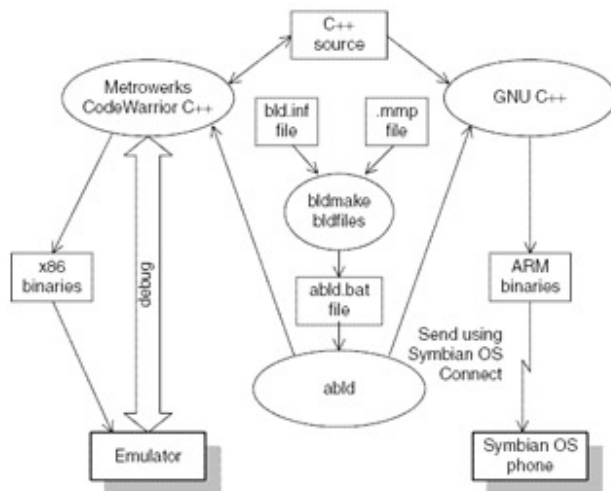 C++
source
Metrowerks
CodeWarrior C++
GNU C++
bld.inf
file
.mmp
file
bldmake
bldfiles
x86
binaries
debug
abld.bat
file
ARM
binaries
Send using
Symbian OS
Connect
abld
Emulator
Symbian OS
phone